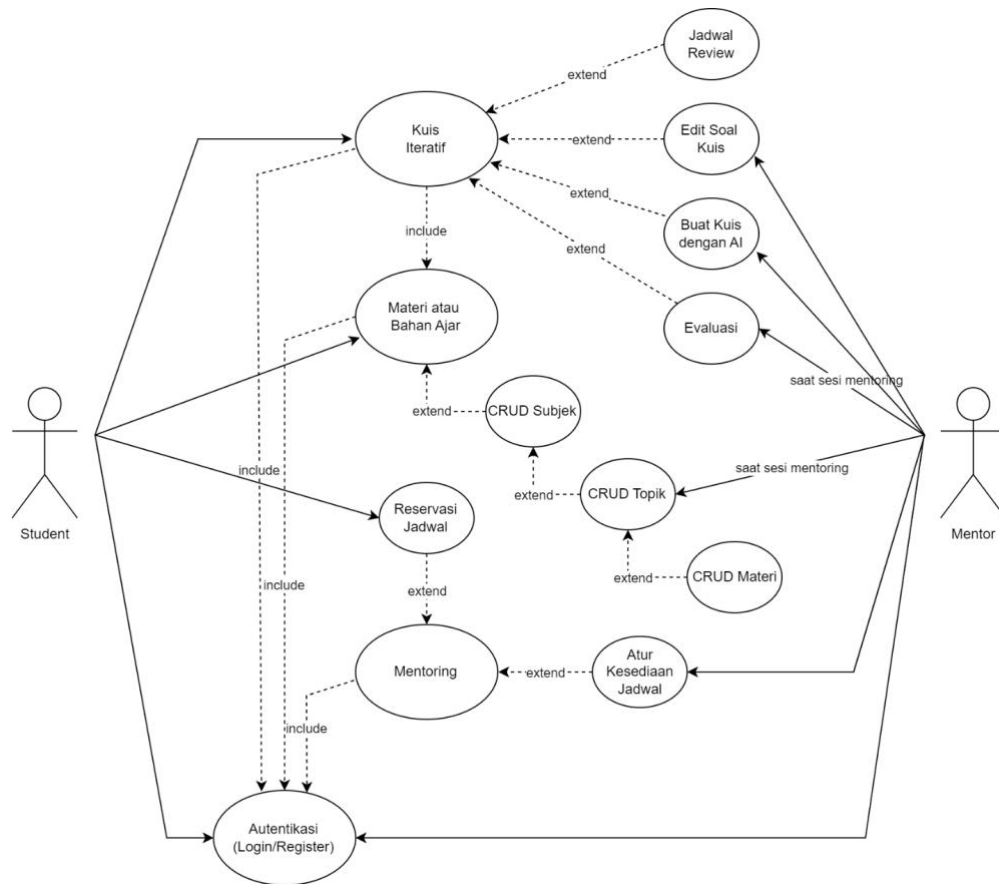 Jadwal
Review
extend
Kuis
Iteratif
extend
Edit Soal
Kuis
extend
Buat Kuis
dengan AI
include
extend
Materi atau
Bahan Ajar
Evaluasi
saat sesi mentoring
extend
CRUD Subjek
include
saat sesi mentoring
extend
CRUD Topik
Reservasi
Jadwal
Student
Mentor
include
extend
extend
CRUD Materi
Mentoring
extend
Atur
Kesediaan
Jadwal
include
Autentikasi
(Login/Register)